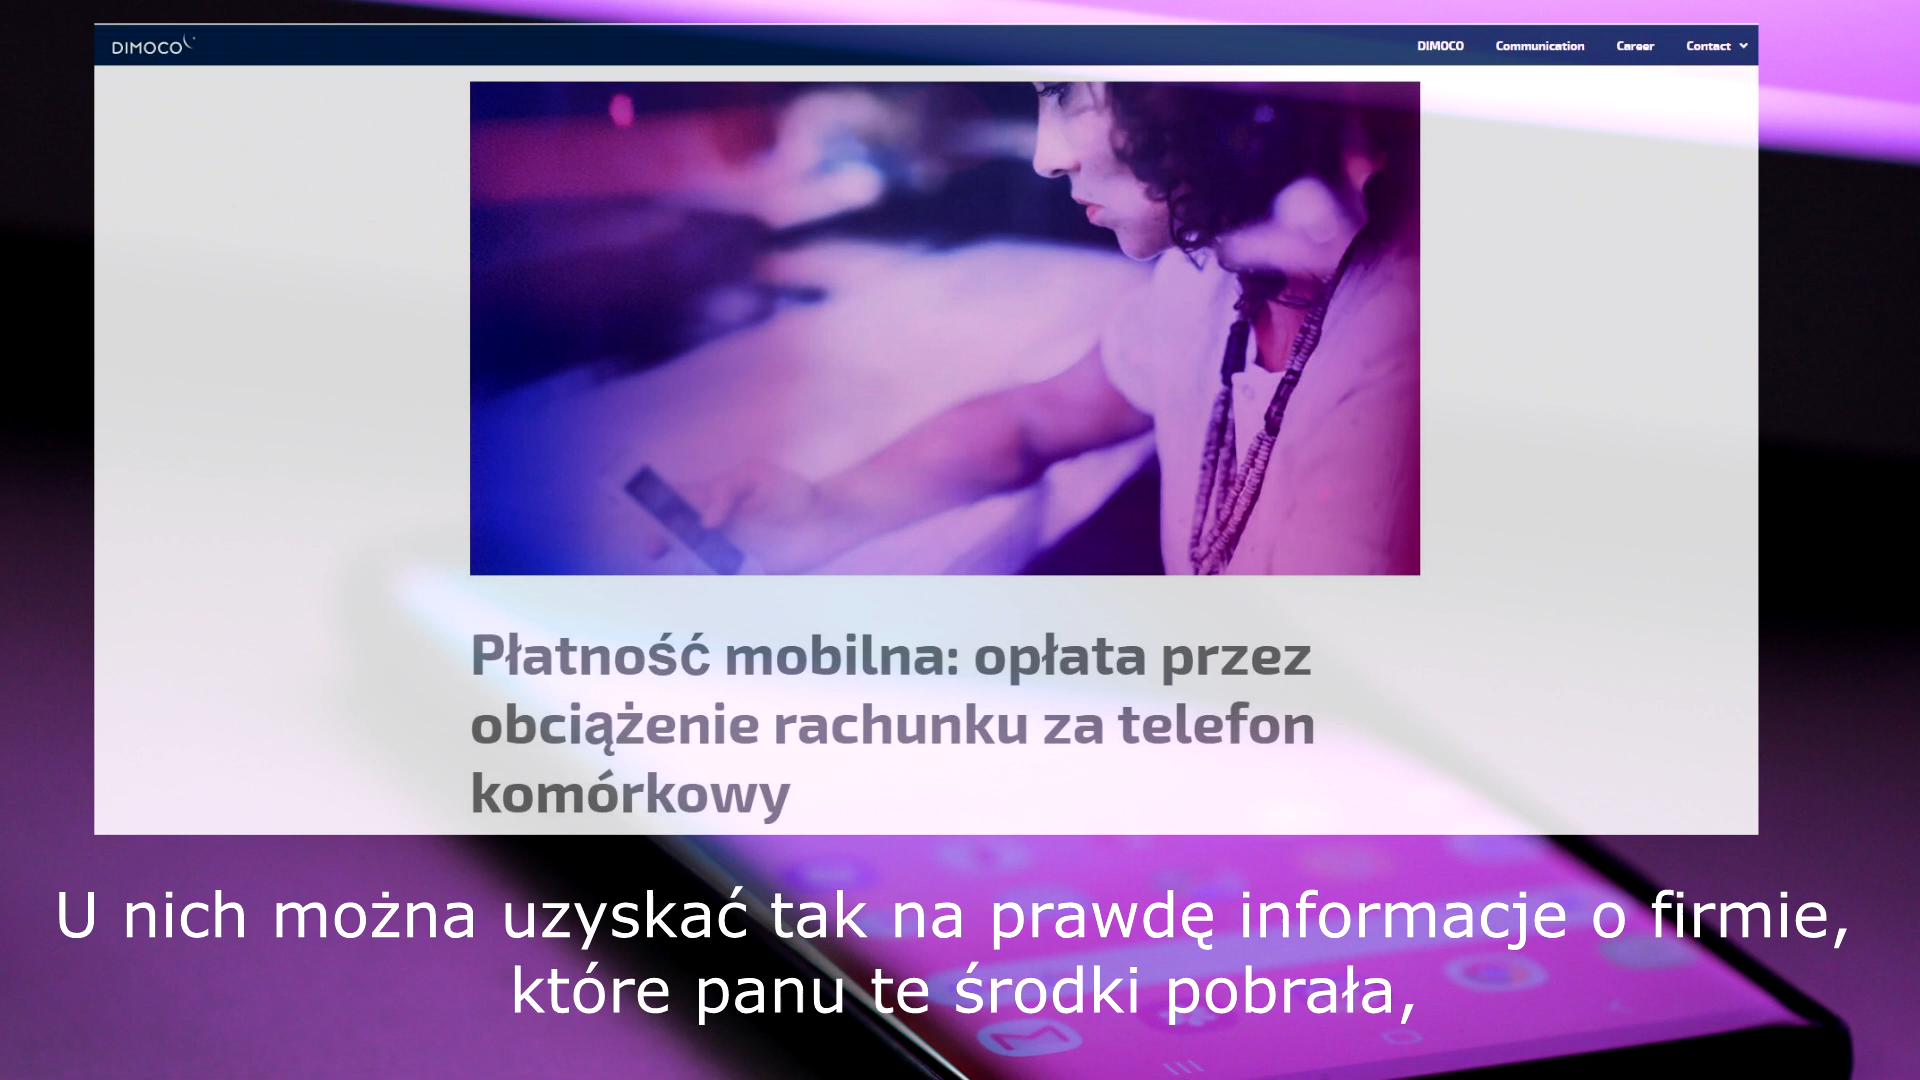 DIMOCO
DIMOCO Communication Career Contact
Płatność mobilna: opłata przez
obciążenie rachunku za telefon
komórkowy
U nich można uzyskać tak na prawdę informacje o firmie,
które panu te środki pobrała,